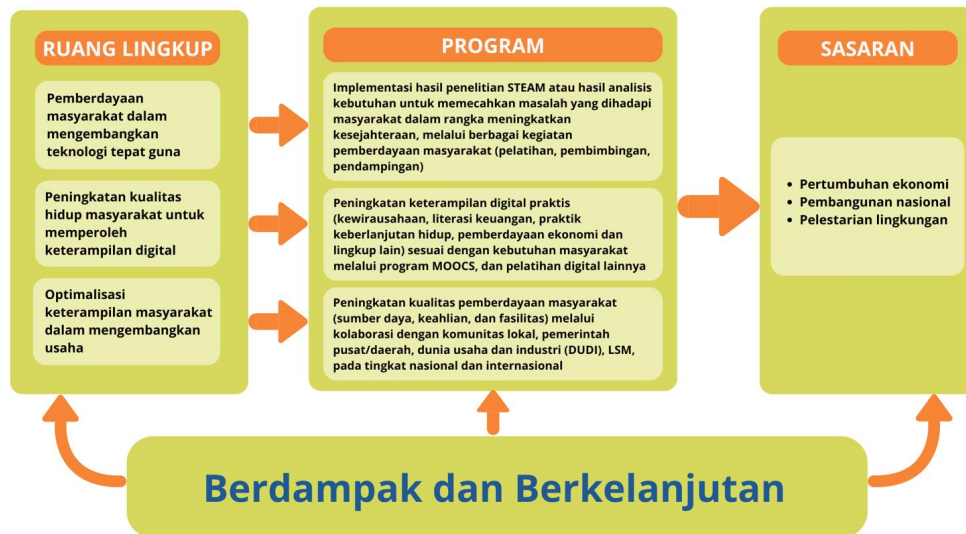 RUANG LINGKUP
Pemberdayaan
masyarakat dalam
mengembangkan
teknologi tepat guna
Peningkatan kualitas
hidup masyarakat untuk
memperoleh
keterampilan digital
Optimalisasi
keterampilan masyarakat
dalam mengembangkan
usaha
PROGRAM
Implementasi hasil penelitian STEAM atau hasil analisis
kebutuhan untuk memecahkan masalah yang dihadapi
masyarakat dalam rangka meningkatkan
kesejahteraan, melalui berbagai kegiatan
pemberdayaan masyarakat (pelatihan, pembimbingan,
pendampingan)
Peningkatan keterampilan digital praktis
(kewirausahaan, literasi keuangan, praktik
keberlanjutan hidup, pemberdayaan ekonomi dan
lingkup lain) sesuai dengan kebutuhan masyarakat
melalui program MOOCS, dan pelatihan digital lainnya
Peningkatan kualitas pemberdayaan masyarakat
(sumber daya, keahlian, dan fasilitas) melalui
kolaborasi dengan komunitas lokal, pemerintah
pusat/daerah, dunia usaha dan industri (DUDI), LSM,
pada tingkat nasional dan internasional
SASARAN
• Pertumbuhan ekonomi
• Pembangunan nasional
• Pelestarian lingkungan
Berdampak dan Berkelanjutan